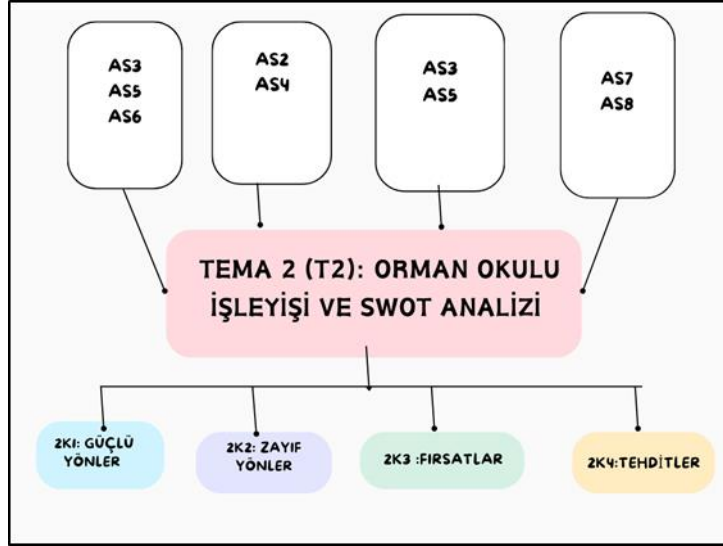 AS3
AS5
AS6
AS2
AS4
AS3
AS5
AS7
AS8
TEMA 2 (T2): ORMAN OKULU
İŞLEYİŞİ VE SWOT ANALİZİ
2K1: GÜÇLÜ
YÖNLER
2K2: ZAYIF
YÖNLER
2K3 :FIRSATLAR
2K4:TEHDİTLER